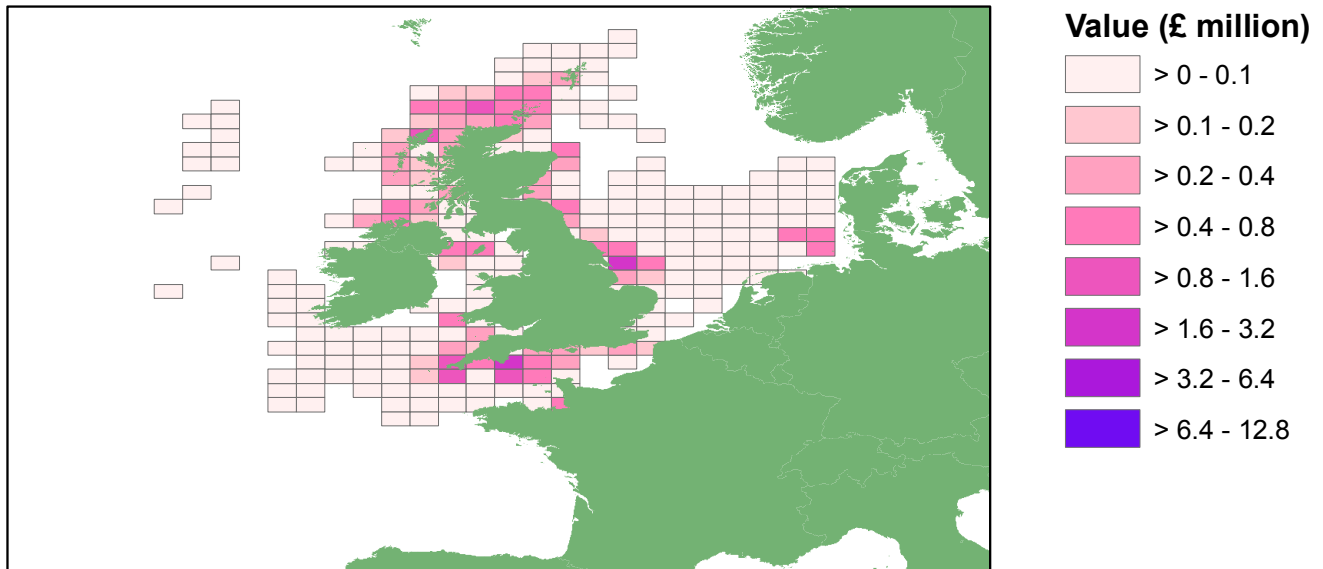 Value (£ million)
> 0 - 0.1
> 0.1 - 0.2
> 0.2 - 0.4
> 0.4 - 0.8
> 0.8 - 1.6
> 1.6 - 3.2
> 3.2 - 6.4
> 6.4 - 12.8